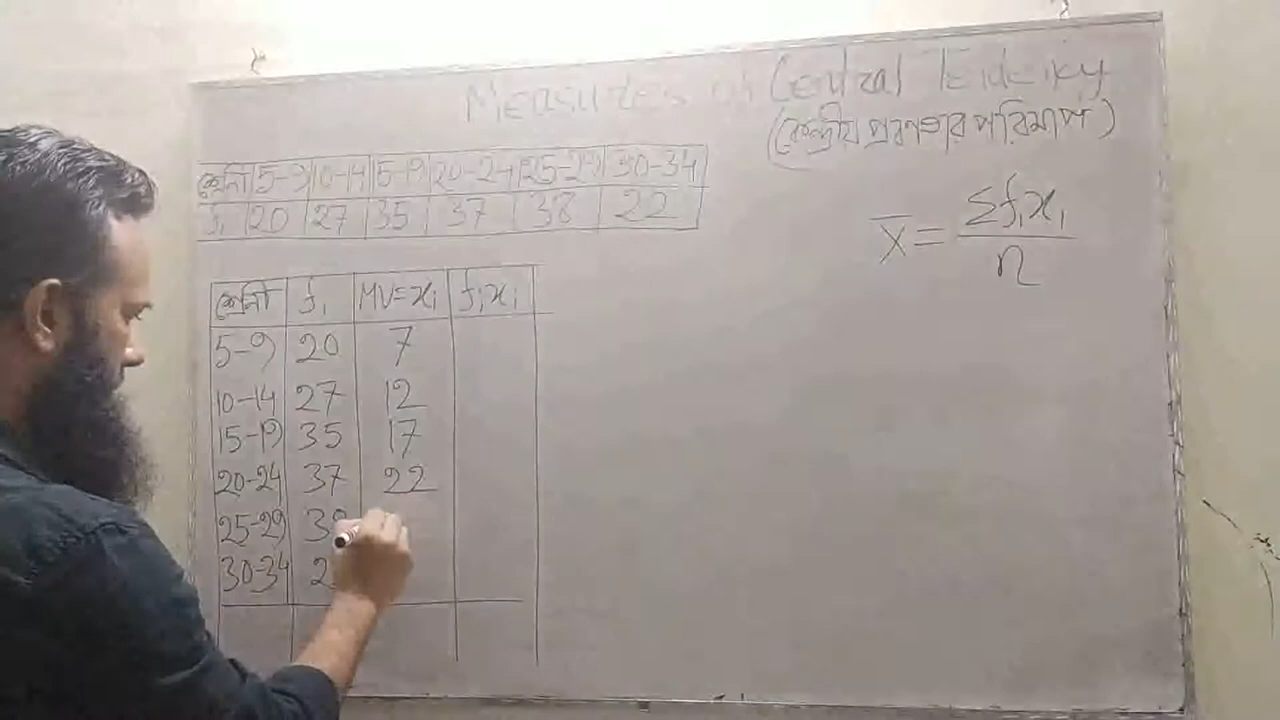 Measures of Central Tendency
(কেন্দ্রীয় প্রবণতার পরিমাপ)
শ্রেণী 5-9 10-14 15-19 20-24 25-29 30-34
fᵢ 20 27 35 37 38 22
x̄ = Σfᵢxᵢ / n
শ্রেণী fᵢ MV=xᵢ fᵢxᵢ
5-9 20 7
10-14 27 12
15-19 35 17
20-24 37 22
25-29 38
30-34 2